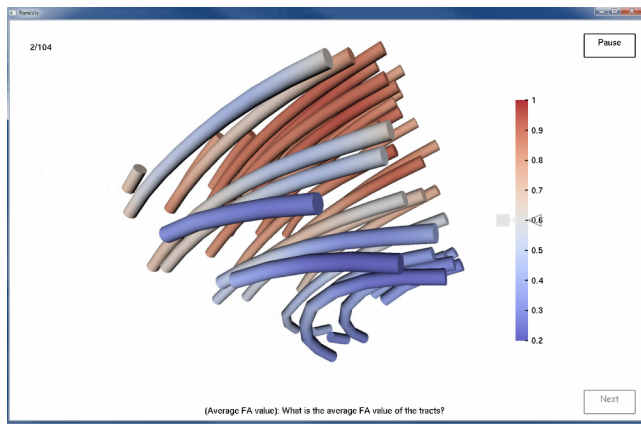 RankVis
2/104
Pause
1
0.9
0.8
0.7
0.6
0.5
0.4
0.3
0.2
Next
(Average FA value): What is the average FA value of the tracts?